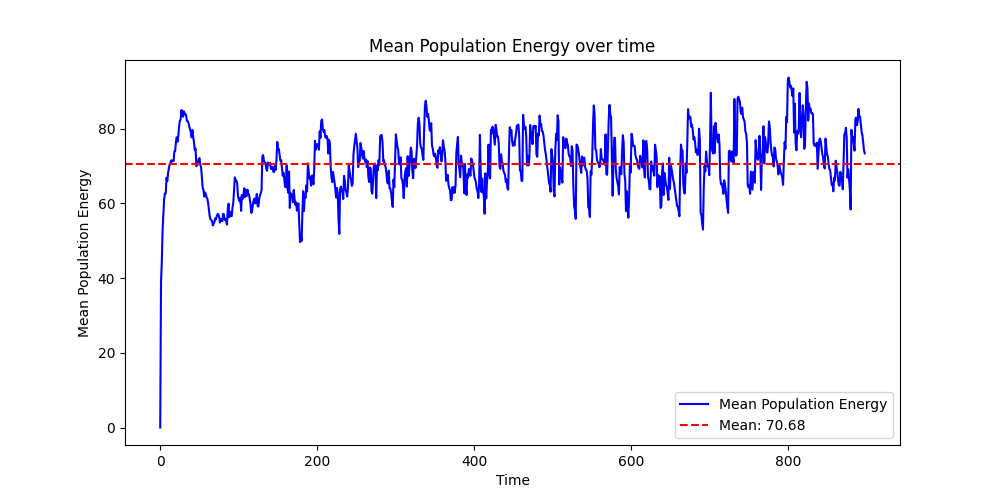 Mean Population Energy over time
Mean Population Energy
80
60
40
20
0
0 200 400 600 800
Time
Mean Population Energy
Mean: 70.68